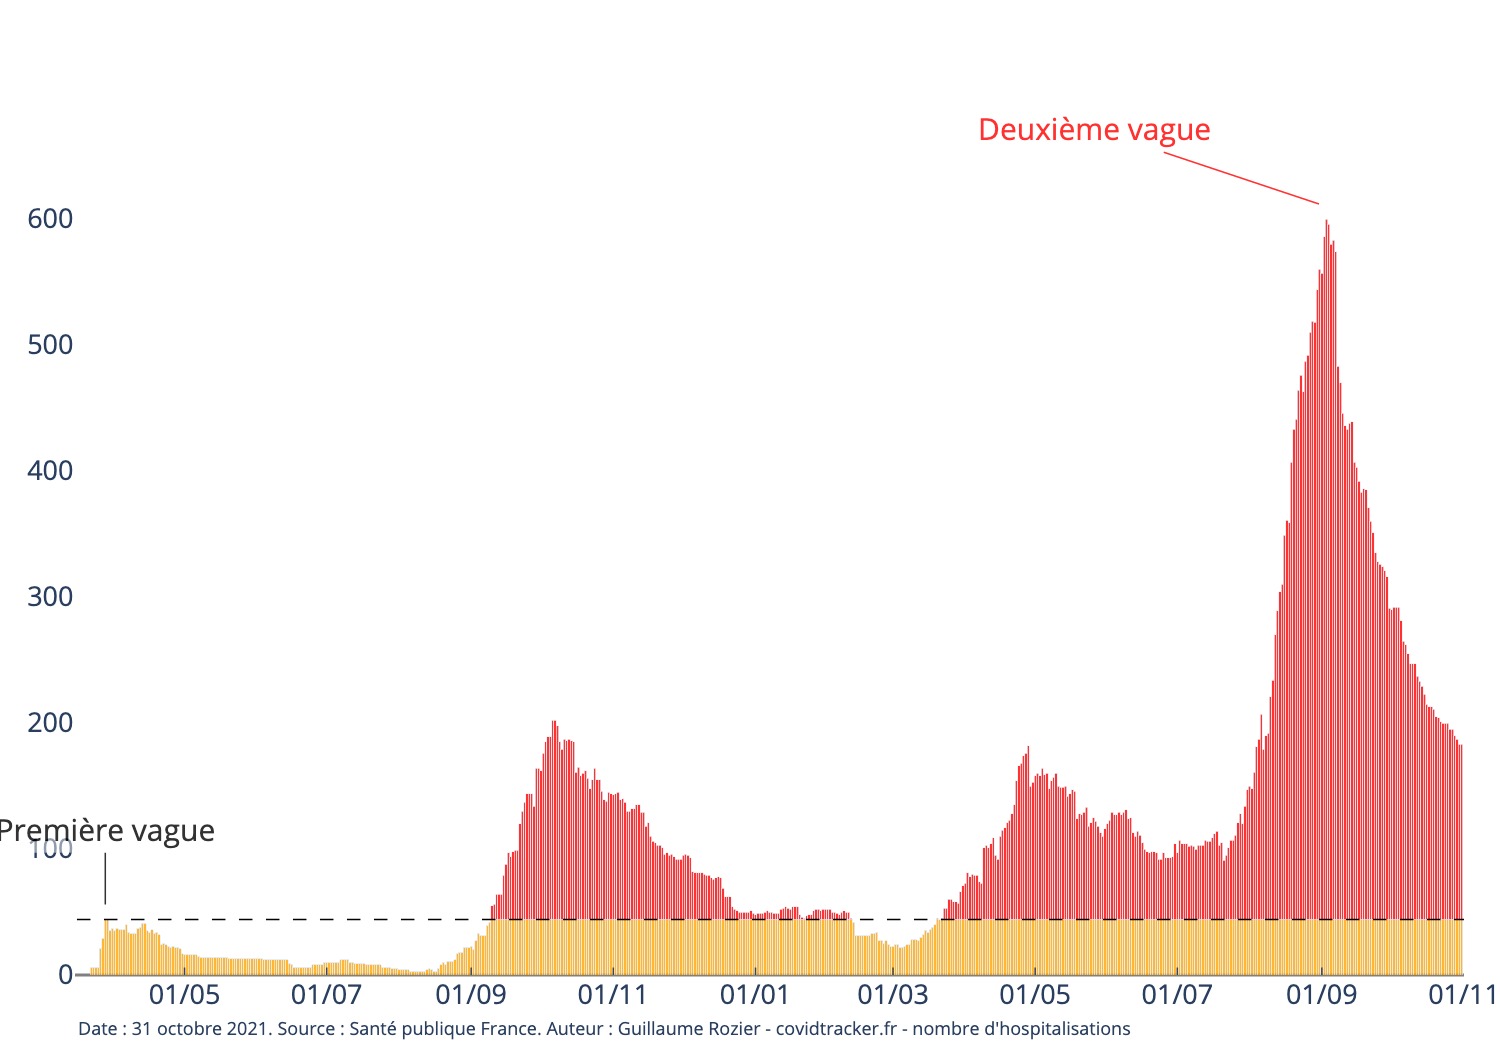 Deuxième vague
600
500
400
300
200
Première vague
100
0
01/05 01/07 01/09 01/11 01/01 01/03 01/05 01/07 01/09 01/11
Date : 31 octobre 2021. Source : Santé publique France. Auteur : Guillaume Rozier - covidtracker.fr - nombre d'hospitalisations